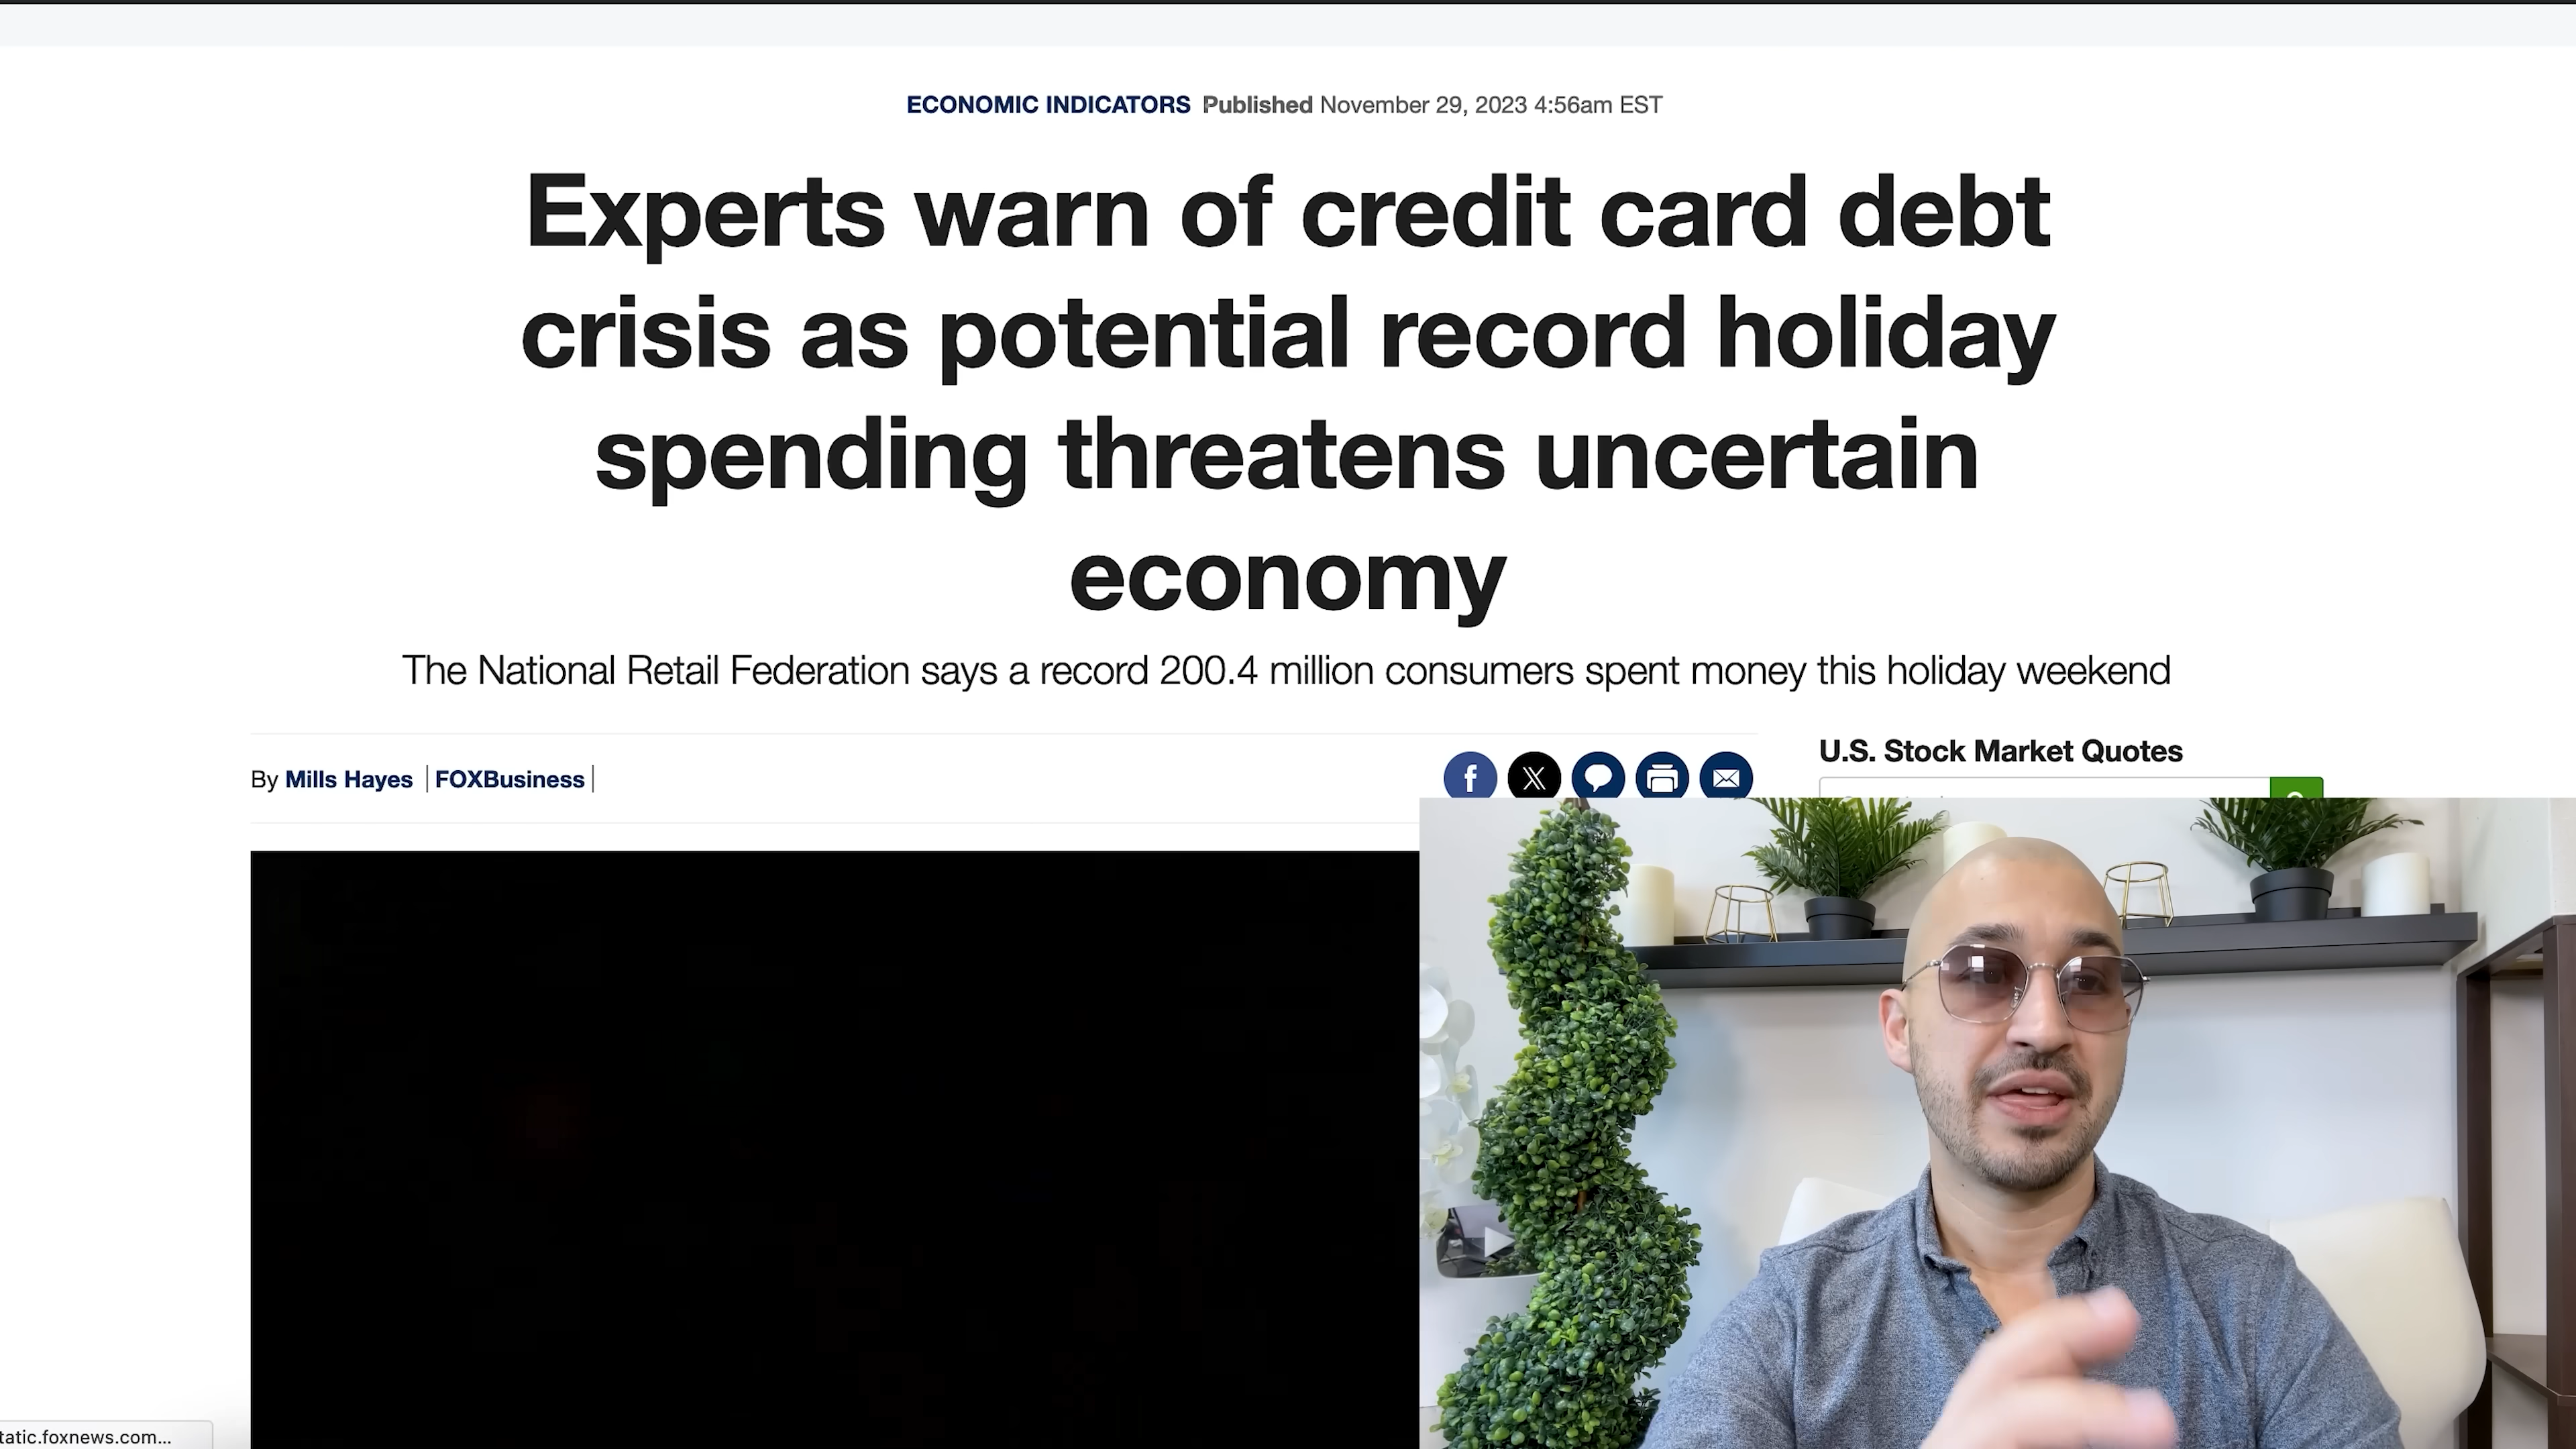 ECONOMIC INDICATORS Published November 29, 2023 4:56am EST
Experts warn of credit card debt
crisis as potential record holiday
spending threatens uncertain
economy
The National Retail Federation says a record 200.4 million consumers spent money this holiday weekend
By Mills Hayes | FOXBusiness |
U.S. Stock Market Quotes
tatic.foxnews.com...